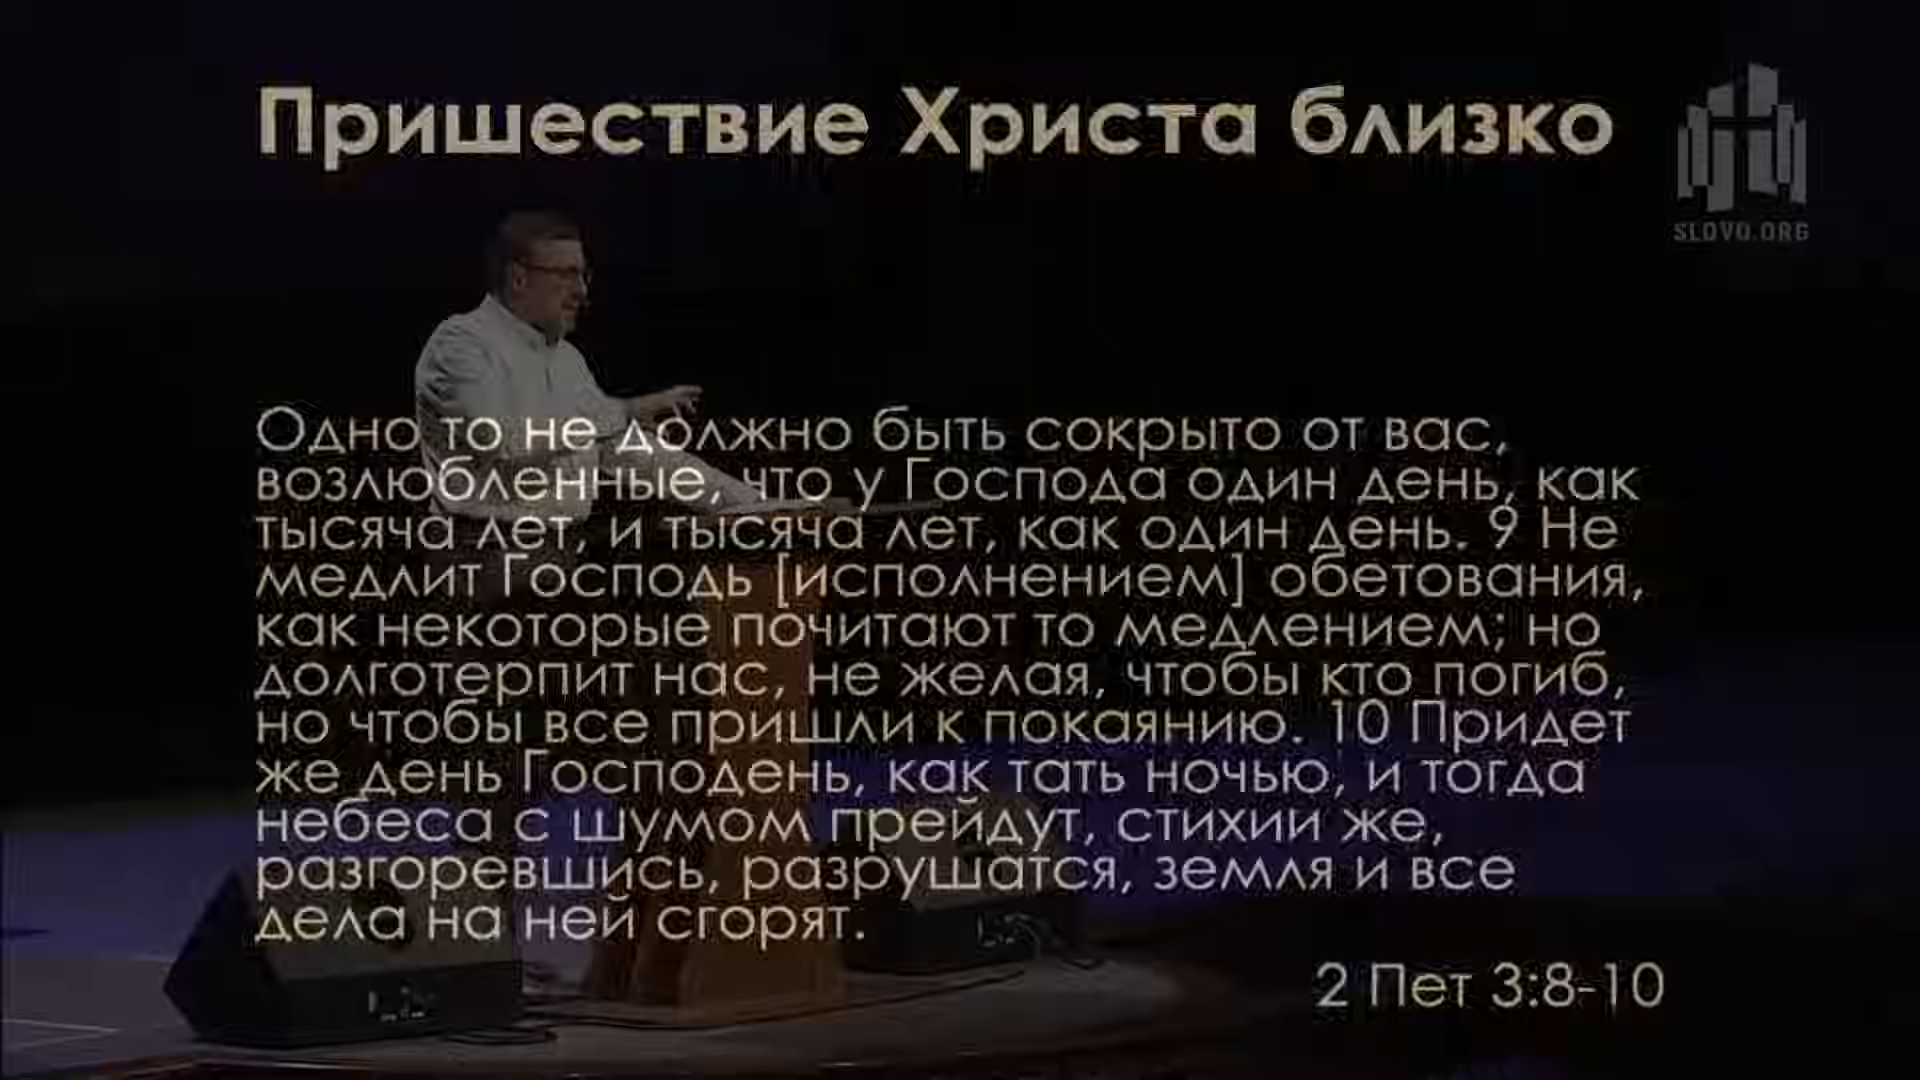 Пришествие Христа близко
SLOVO.ORG
Одно то не должно быть сокрыто от вас,
возлюбленные, что у Господа один день, как
тысяча лет, и тысяча лет, как один день. 9 Не
медлит Господь [исполнением] обетования,
как некоторые почитают то медлением; но
долготерпит нас, не желая, чтобы кто погиб,
но чтобы все пришли к покаянию. 10 Придет
же день Господень, как тать ночью, и тогда
небеса с шумом прейдут, стихии же,
разгоревшись, разрушатся, земля и все
дела на ней сгорят.
2 Пет 3:8-10